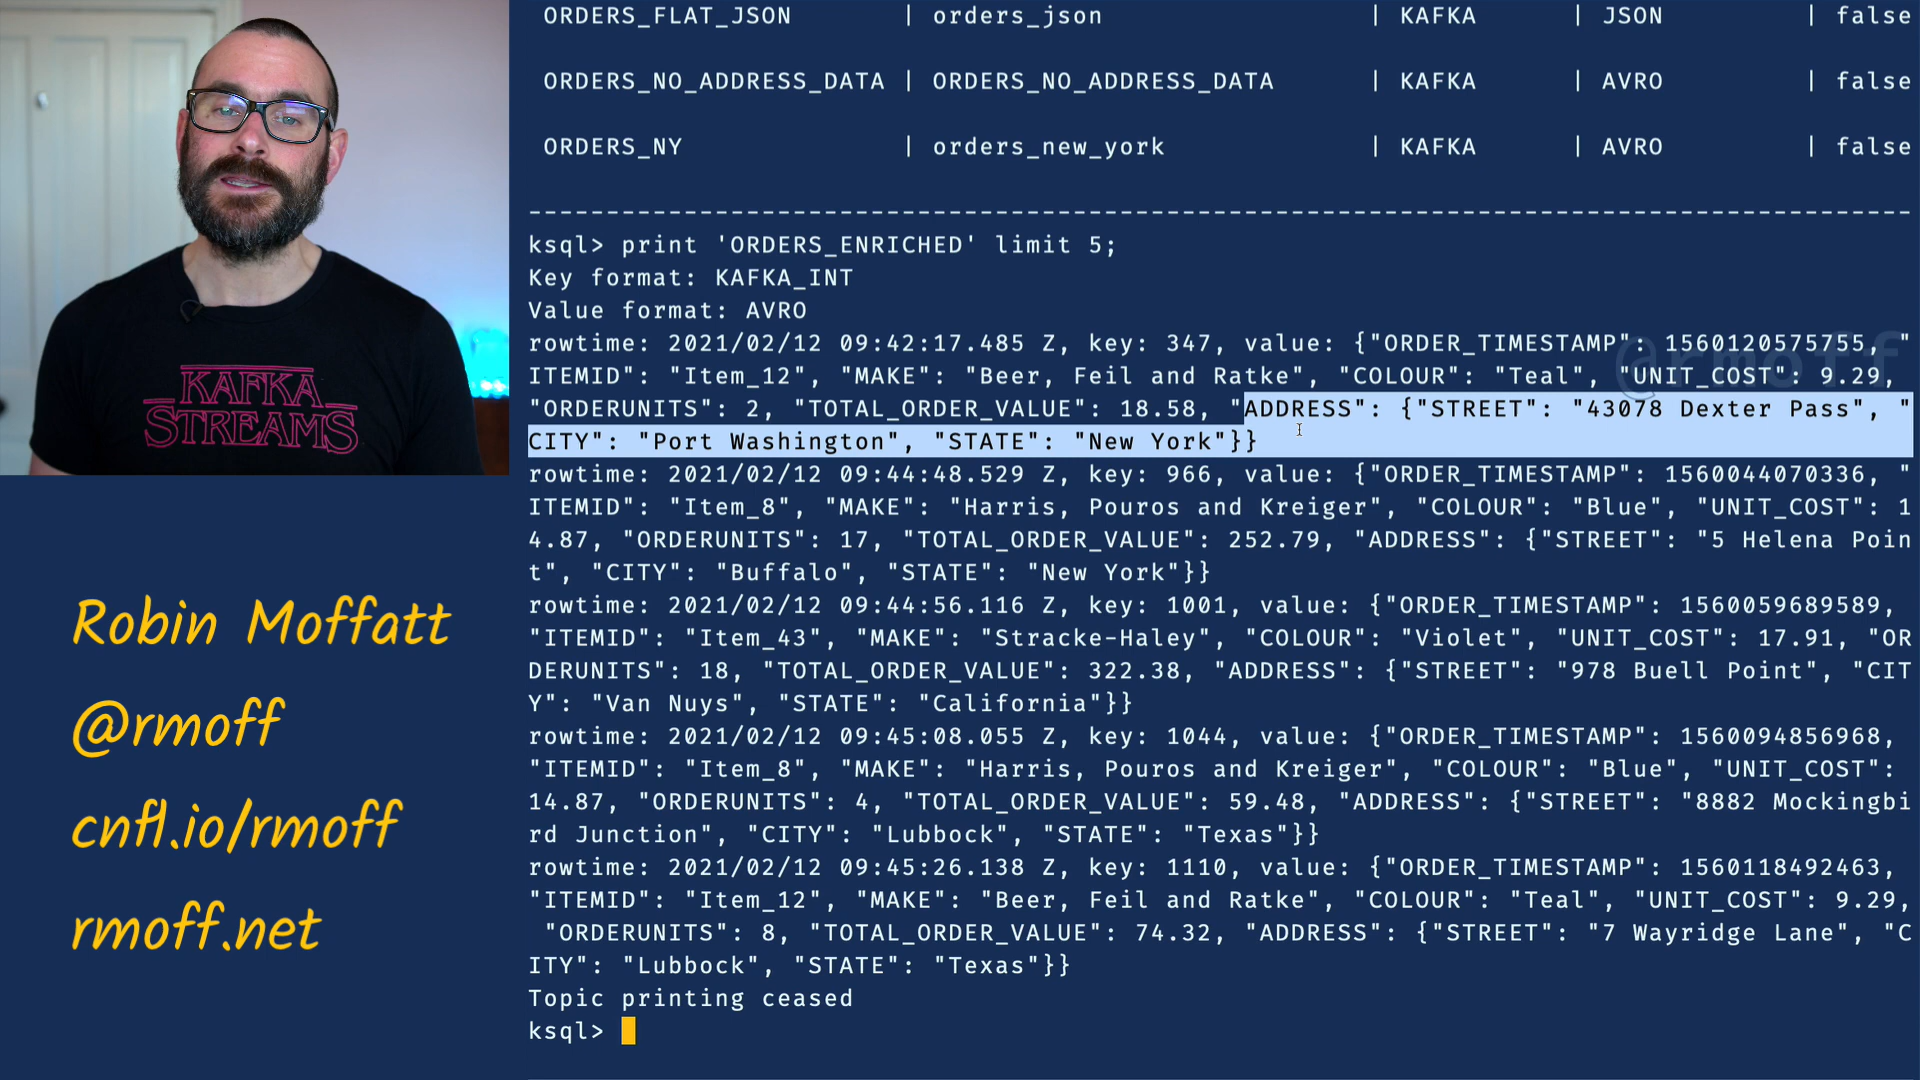 ORDERS_FLAT_JSON | orders_json | KAFKA | JSON | false
ORDERS_NO_ADDRESS_DATA | ORDERS_NO_ADDRESS_DATA | KAFKA | AVRO | false
ORDERS_NY | orders_new_york | KAFKA | AVRO | false
-----------------------------------------------------------------------------------------
ksql> print 'ORDERS_ENRICHED' limit 5;
Key format: KAFKA_INT
Value format: AVRO
rowtime: 2021/02/12 09:42:17.485 Z, key: 347, value: {"ORDER_TIMESTAMP": 1560120575755, "
ITEMID": "Item_12", "MAKE": "Beer, Feil and Ratke", "COLOUR": "Teal", "UNIT_COST": 9.29,
"ORDERUNITS": 2, "TOTAL_ORDER_VALUE": 18.58, "ADDRESS": {"STREET": "43078 Dexter Pass", "
CITY": "Port Washington", "STATE": "New York"}}
rowtime: 2021/02/12 09:44:48.529 Z, key: 966, value: {"ORDER_TIMESTAMP": 1560044070336, "
ITEMID": "Item_8", "MAKE": "Harris, Pouros and Kreiger", "COLOUR": "Blue", "UNIT_COST": 1
4.87, "ORDERUNITS": 17, "TOTAL_ORDER_VALUE": 252.79, "ADDRESS": {"STREET": "5 Helena Poin
t", "CITY": "Buffalo", "STATE": "New York"}}
rowtime: 2021/02/12 09:44:56.116 Z, key: 1001, value: {"ORDER_TIMESTAMP": 1560059689589,
"ITEMID": "Item_43", "MAKE": "Stracke-Haley", "COLOUR": "Violet", "UNIT_COST": 17.91, "OR
DERUNITS": 18, "TOTAL_ORDER_VALUE": 322.38, "ADDRESS": {"STREET": "978 Buell Point", "CIT
Y": "Van Nuys", "STATE": "California"}}
rowtime: 2021/02/12 09:45:08.055 Z, key: 1044, value: {"ORDER_TIMESTAMP": 1560094856968,
"ITEMID": "Item_8", "MAKE": "Harris, Pouros and Kreiger", "COLOUR": "Blue", "UNIT_COST":
14.87, "ORDERUNITS": 4, "TOTAL_ORDER_VALUE": 59.48, "ADDRESS": {"STREET": "8882 Mockingbi
rd Junction", "CITY": "Lubbock", "STATE": "Texas"}}
rowtime: 2021/02/12 09:45:26.138 Z, key: 1110, value: {"ORDER_TIMESTAMP": 1560118492463,
"ITEMID": "Item_12", "MAKE": "Beer, Feil and Ratke", "COLOUR": "Teal", "UNIT_COST": 9.29,
"ORDERUNITS": 8, "TOTAL_ORDER_VALUE": 74.32, "ADDRESS": {"STREET": "7 Wayridge Lane", "C
ITY": "Lubbock", "STATE": "Texas"}}
Topic printing ceased
ksql>
@rmoff
KAFKA
STREAMS
Robin Moffatt
@rmoff
cnfl.io/rmoff
rmoff.net